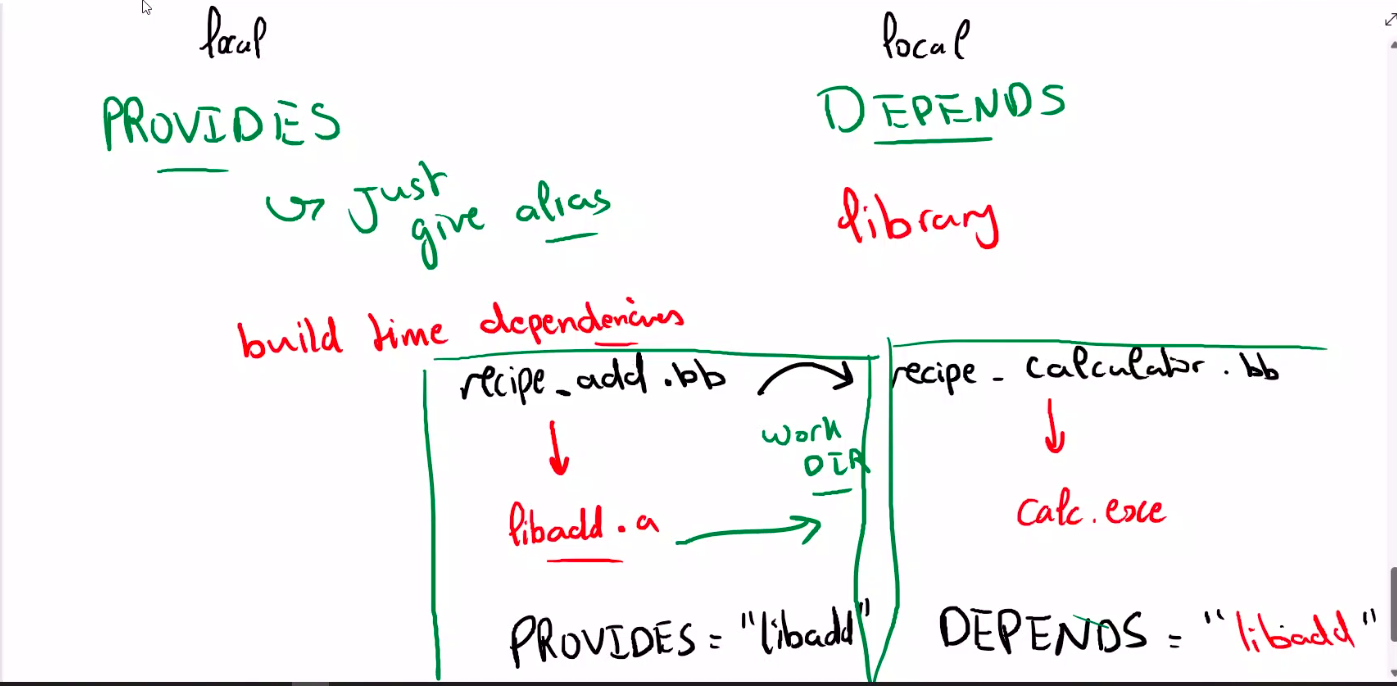 local
local
PROVIDES
DEPENDS
Just
give alias
library
build time dependencies
recipe_add.bb
recipe_calculator.bb
work
DIR
libadd.a
calc.exe
PROVIDES = "libadd"
DEPENDS = "libadd"